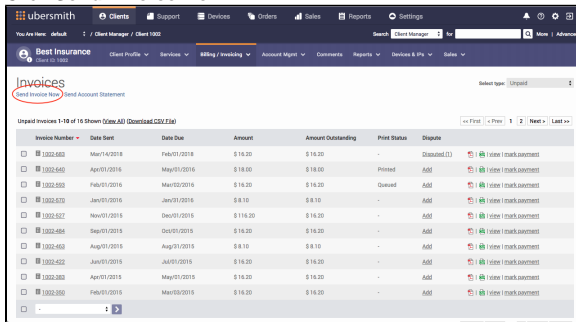 ubersmith Clients Support Devices Orders Sales Reports Settings
You Are Here: default / Client Manager / Client 1002 Search Client Manager for More | Advanced
Best Insurance Client Profile Services Billing / Invoicing Account Mgmt Comments Reports Devices & IPs Sales
Client ID: 1002
Invoices Select type: Unpaid
Send Invoice Now Send Account Statement
Unpaid Invoices 1-10 of 16 Shown (View All) (Download CSV File) << First < Prev 1 2 Next > Last >>
Invoice Number Date Sent Date Due Amount Amount Outstanding Print Status Dispute
1002-683 Mar/14/2018 Feb/01/2018 $ 16.20 $ 16.20 - Disputed (1) | | view | mark payment
1002-640 Apr/01/2016 May/01/2016 $ 18.00 $ 18.00 Printed Add | | view | mark payment
1002-593 Feb/01/2016 Mar/02/2016 $ 16.20 $ 16.20 Queued Add | | view | mark payment
1002-570 Jan/01/2016 Jan/31/2016 $ 8.10 $ 8.10 - Add | | view | mark payment
1002-527 Nov/01/2015 Dec/01/2015 $ 116.20 $ 16.20 - Add | | view | mark payment
1002-484 Sep/01/2015 Oct/01/2015 $ 16.20 $ 16.20 - Add | | view | mark payment
1002-463 Aug/01/2015 Aug/31/2015 $ 8.10 $ 8.10 - Add | | view | mark payment
1002-422 Jun/01/2015 Jul/01/2015 $ 16.20 $ 16.20 - Add | | view | mark payment
1002-383 Apr/01/2015 May/01/2015 $ 16.20 $ 16.20 - Add | | view | mark payment
1002-350 Feb/01/2015 Mar/03/2015 $ 16.20 $ 16.20 - Add | | view | mark payment
-